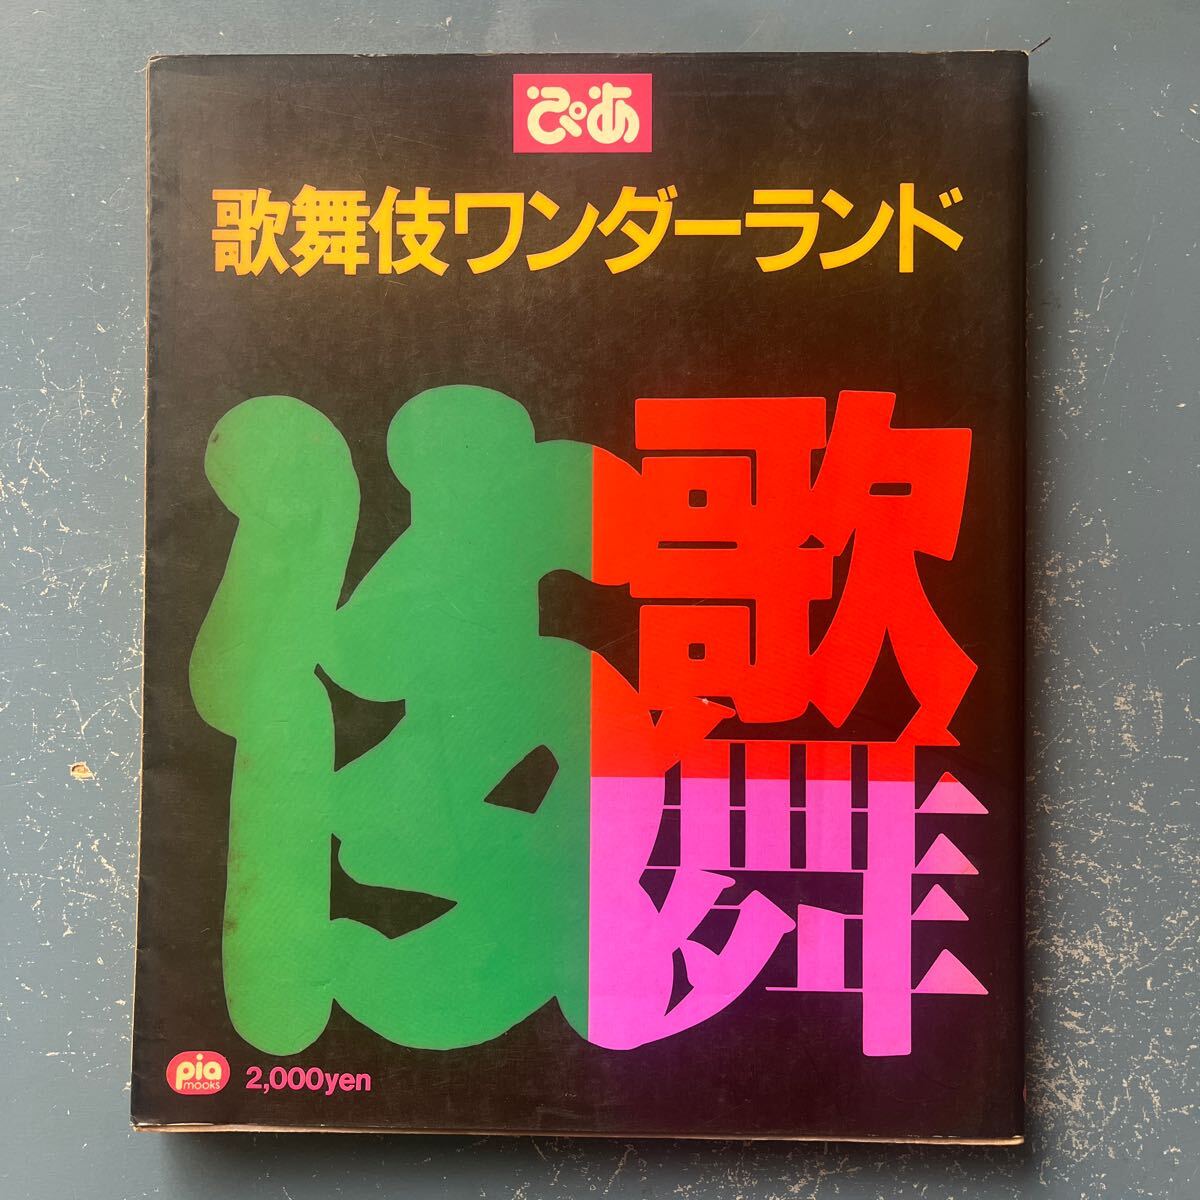 ぴあ
歌舞伎ワンダーランド
歌舞
伎
pia
mooks
2,000yen